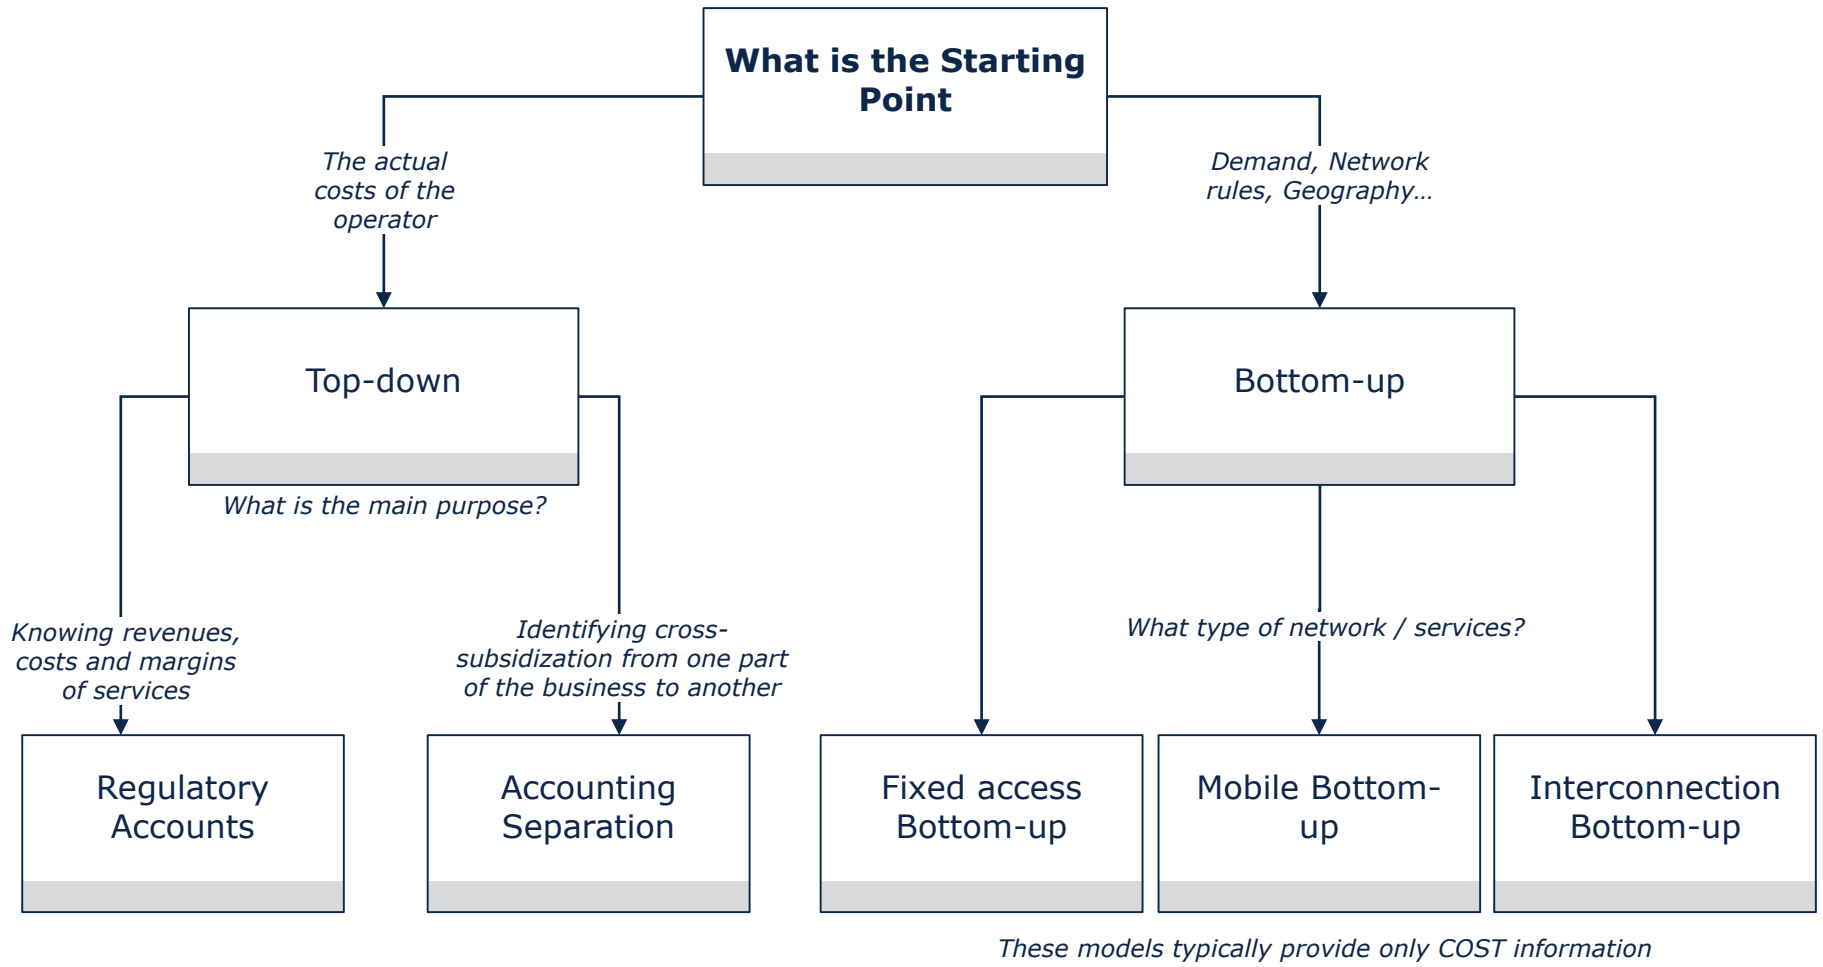 What is the Starting
Point
The actual
costs of the
operator
Demand, Network
rules, Geography…
Top-down
Bottom-up
What is the main purpose?
Knowing revenues,
costs and margins
of services
Identifying cross-
subsidization from one part
of the business to another
What type of network / services?
Regulatory
Accounts
Accounting
Separation
Fixed access
Bottom-up
Mobile Bottom-
up
Interconnection
Bottom-up
These models typically provide only COST information